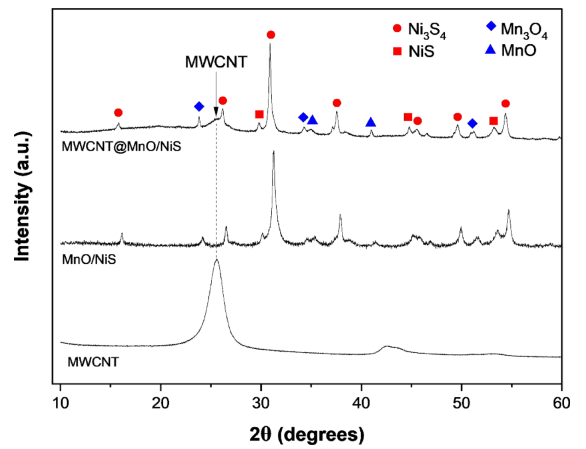 Ni₃S₄ Mn₃O₄
NiS MnO
MWCNT
MWCNT@MnO/NiS
MnO/NiS
MWCNT
Intensity (a.u.)
10 20 30 40 50 60
2θ (degrees)